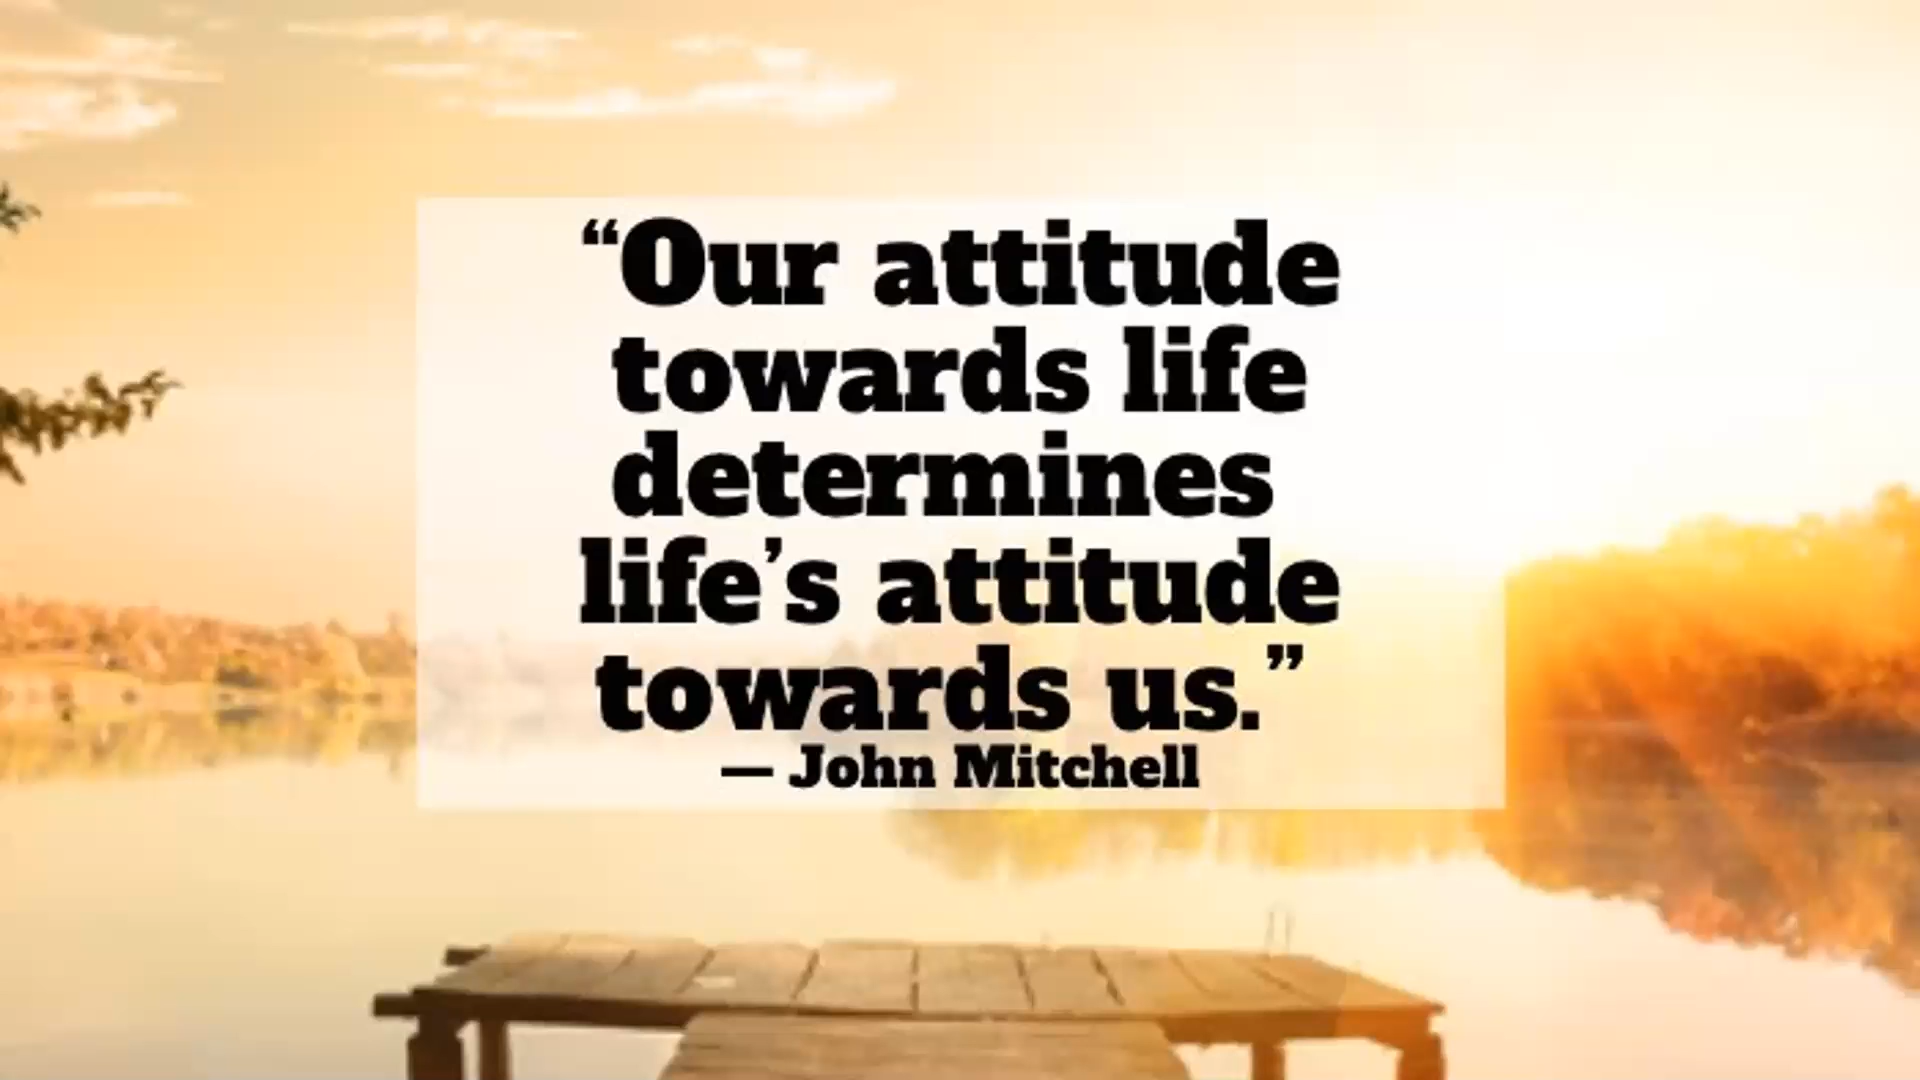 “Our attitude
towards life
determines
life’s attitude
towards us.”
— John Mitchell